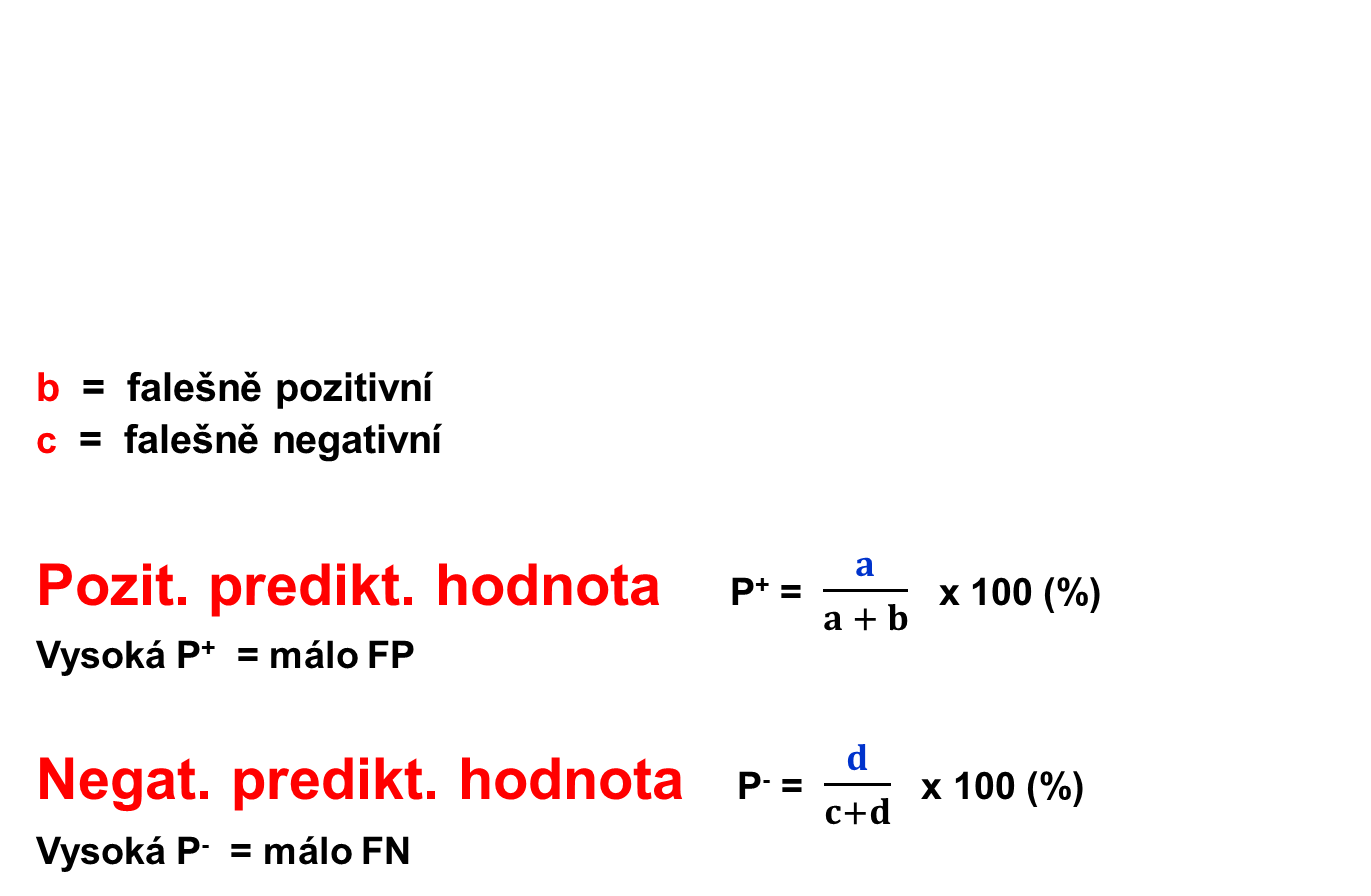 b = falešně pozitivní
c = falešně negativní
Pozit. predikt. hodnota P⁺ = a / a + b x 100 (%)
Vysoká P⁺ = málo FP
Negat. predikt. hodnota P⁻ = d / c+d x 100 (%)
Vysoká P⁻ = málo FN